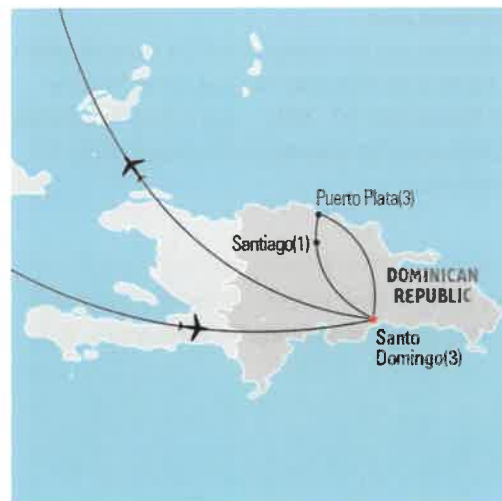 Puerto Plata(3)
Santiago(1)
DOMINICAN
REPUBLIC
Santo
Domingo(3)